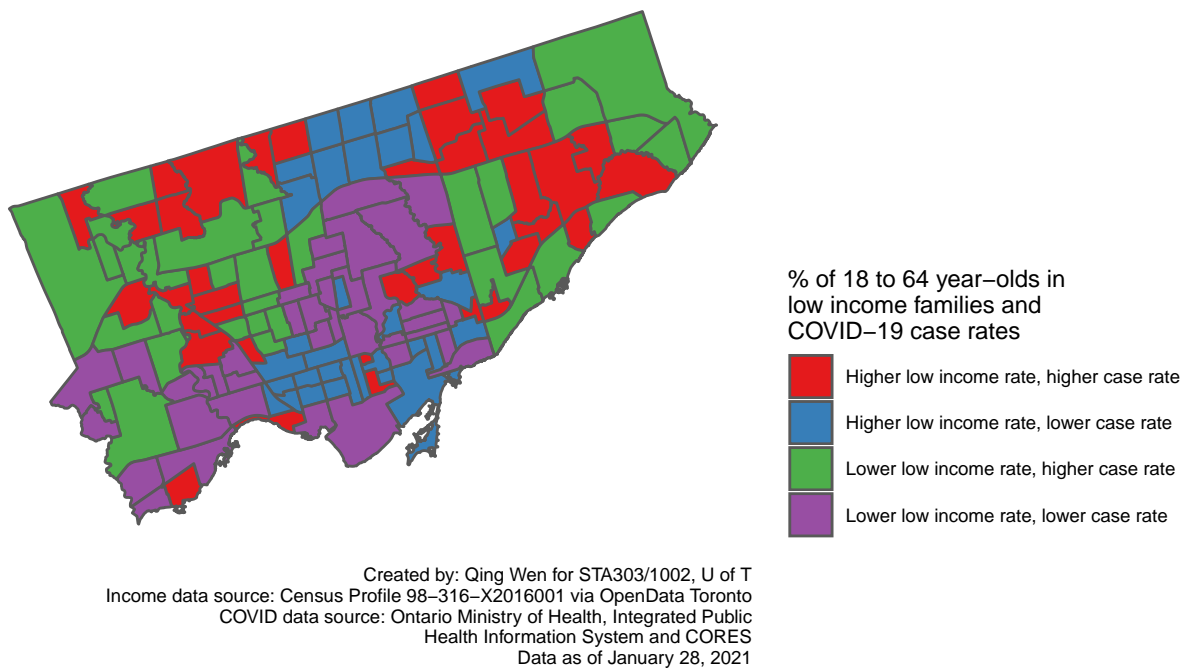 % of 18 to 64 year−olds in
low income families and
COVID−19 case rates
Higher low income rate, higher case rate
Higher low income rate, lower case rate
Lower low income rate, higher case rate
Lower low income rate, lower case rate
Created by: Qing Wen for STA303/1002, U of T
Income data source: Census Profile 98−316−X2016001 via OpenData Toronto
COVID data source: Ontario Ministry of Health, Integrated Public
Health Information System and CORES
Data as of January 28, 2021